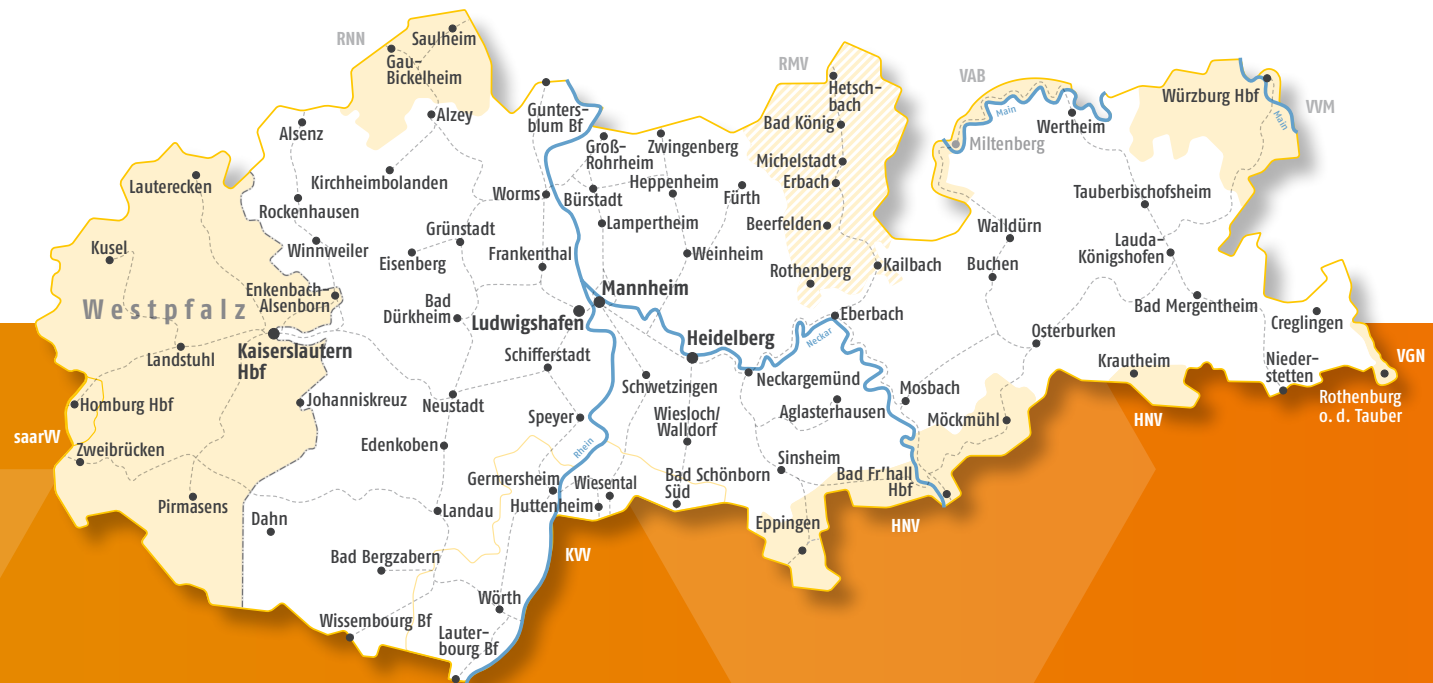 RNN
Saulheim
Gau-
Bickelheim
Alzey
Alsenz
Kirchheimbolanden
Lauterecken
Rockenhausen
Winnweiler
Kusel
Westpfalz
Enkenbach-
Alsenborn
Landstuhl
Kaiserslautern
Hbf
Homburg Hbf
saarVV
Zweibrücken
Pirmasens
Johanniskreuz
Dahn
Bad Bergzabern
Wissembourg Bf
Lauter-
bourg Bf
Wörth
Landau
Edenkoben
Neustadt
Bad
Dürkheim
Eisenberg
Grünstadt
Frankenthal
Worms
Gunters-
blum Bf
Groß-
Rohrheim
Zwingenberg
Bürstadt
Heppenheim
Fürth
Lampertheim
Weinheim
Mannheim
Ludwigshafen
Schifferstadt
Speyer
Rhein
Germersheim
Huttenheim
Wiesental
KVV
Schwetzingen
Heidelberg
Wiesloch/
Walldorf
Bad Schönborn
Süd
Neckargemünd
Aglasterhausen
Sinsheim
Eppingen
Bad Fr'hall
Hbf
HNV
RMV
Hetsch-
bach
Bad König
Michelstadt
Erbach
Beerfelden
Rothenberg
Kailbach
Eberbach
Neckar
Mosbach
Möckmühl
Osterburken
Buchen
Walldürn
VAB
Main
Miltenberg
Wertheim
Würzburg Hbf
Main
VVM
Tauberbischofsheim
Lauda-
Königshofen
Bad Mergentheim
Krautheim
HNV
Creglingen
Nieder-
stetten
VGN
Rothenburg
o. d. Tauber